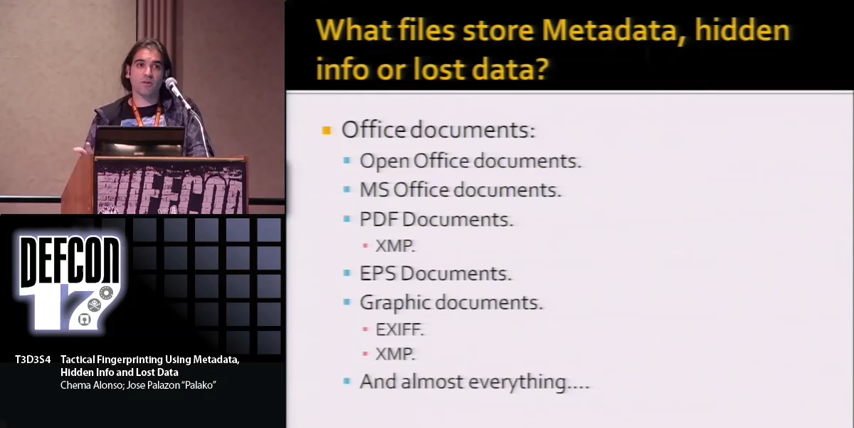 What files store Metadata, hidden
info or lost data?
Office documents:
Open Office documents.
MS Office documents.
PDF Documents.
XMP.
EPS Documents.
Graphic documents.
EXIFF.
XMP.
And almost everything....
DEFCON
DEFCON
17
T3D3S4 Tactical Fingerprinting Using Metadata,
Hidden Info and Lost Data
Chema Alonso; Jose Palazon "Palako"